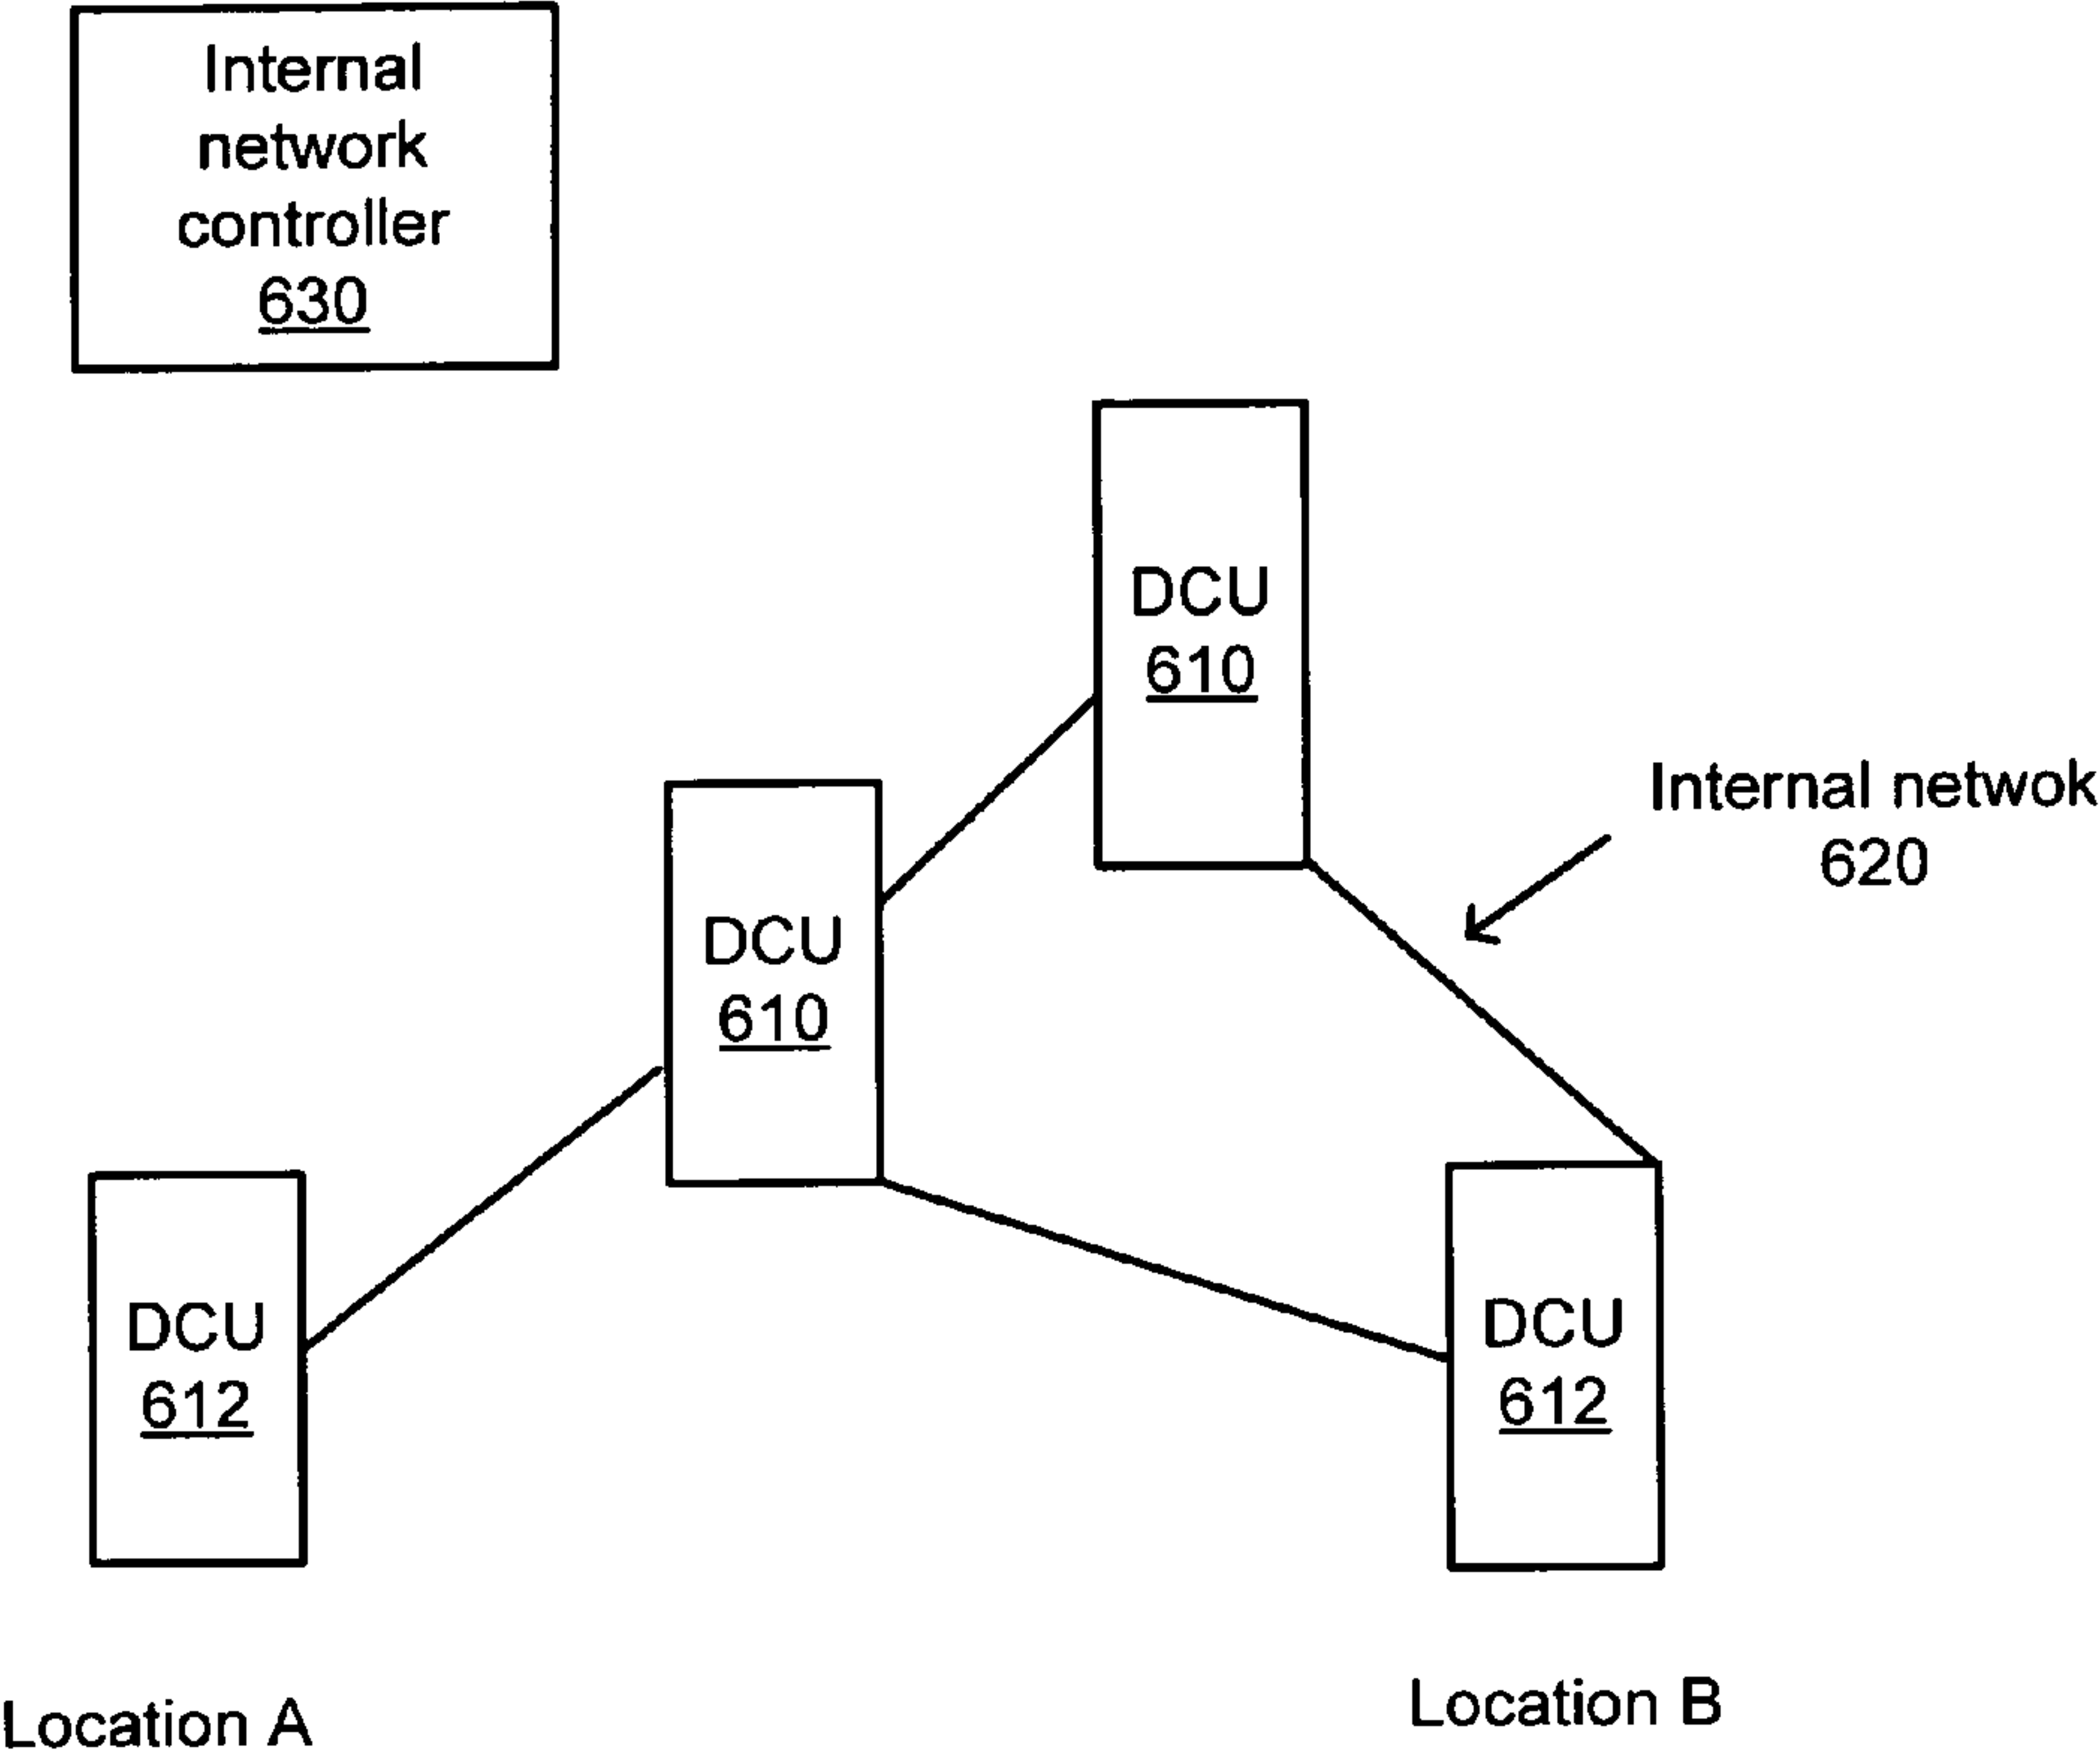 Internal
network
controller
630
DCU
610
Internal netwok
620
DCU
610
DCU
612
DCU
612
Location A
Location B